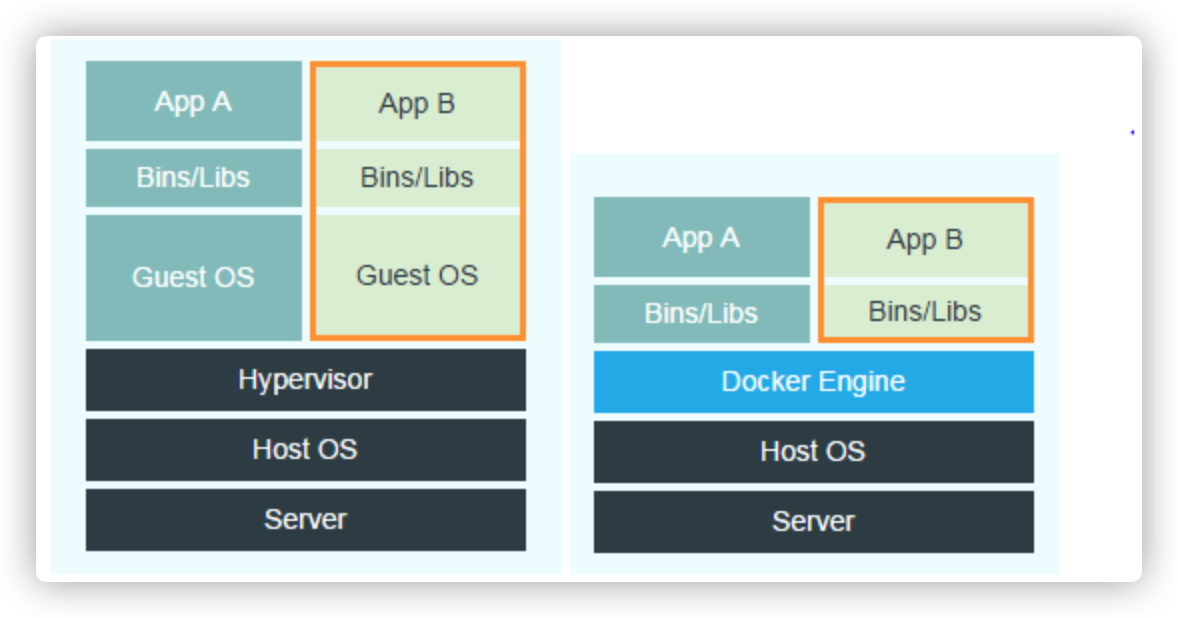 App A
App B
Bins/Libs
Bins/Libs
Guest OS
Guest OS
Hypervisor
Host OS
Server
App A
App B
Bins/Libs
Bins/Libs
Docker Engine
Host OS
Server